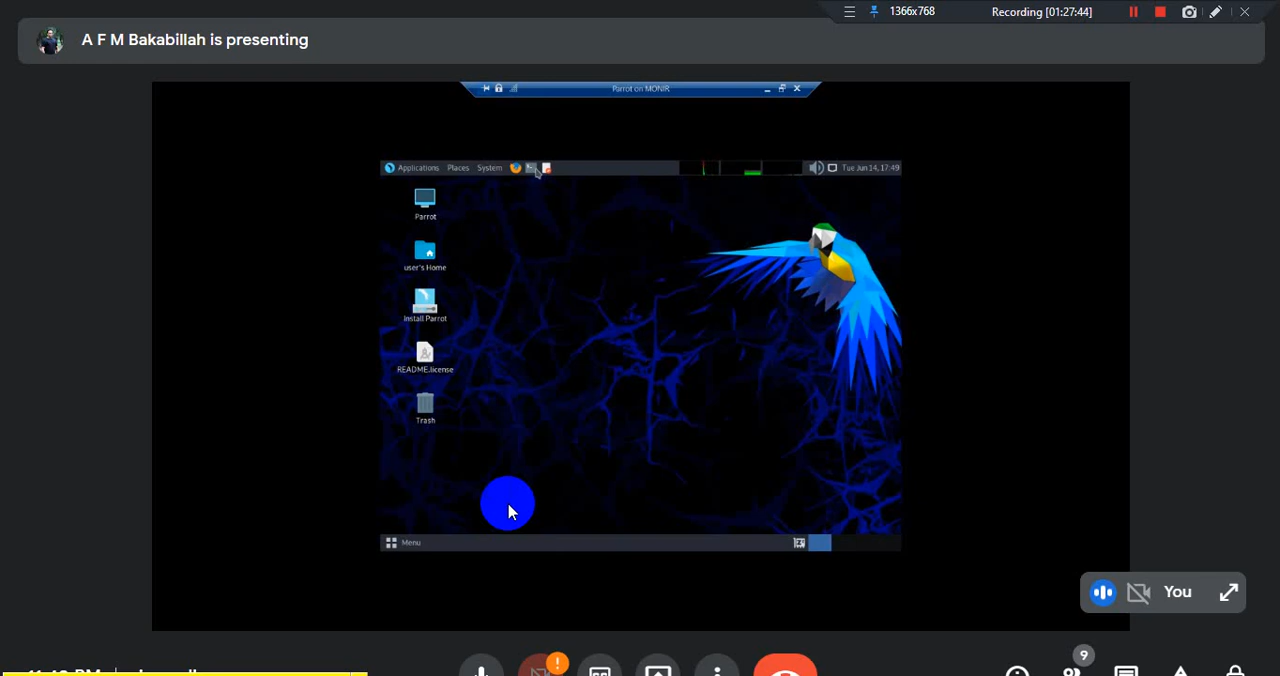 1366x768
Recording [01:27:44]
A F M Bakabillah is presenting
Parrot on MONIR
Applications Places System
Tue Jun 14, 17:49
Parrot
user's Home
Install Parrot
README.license
Trash
Menu
You
9